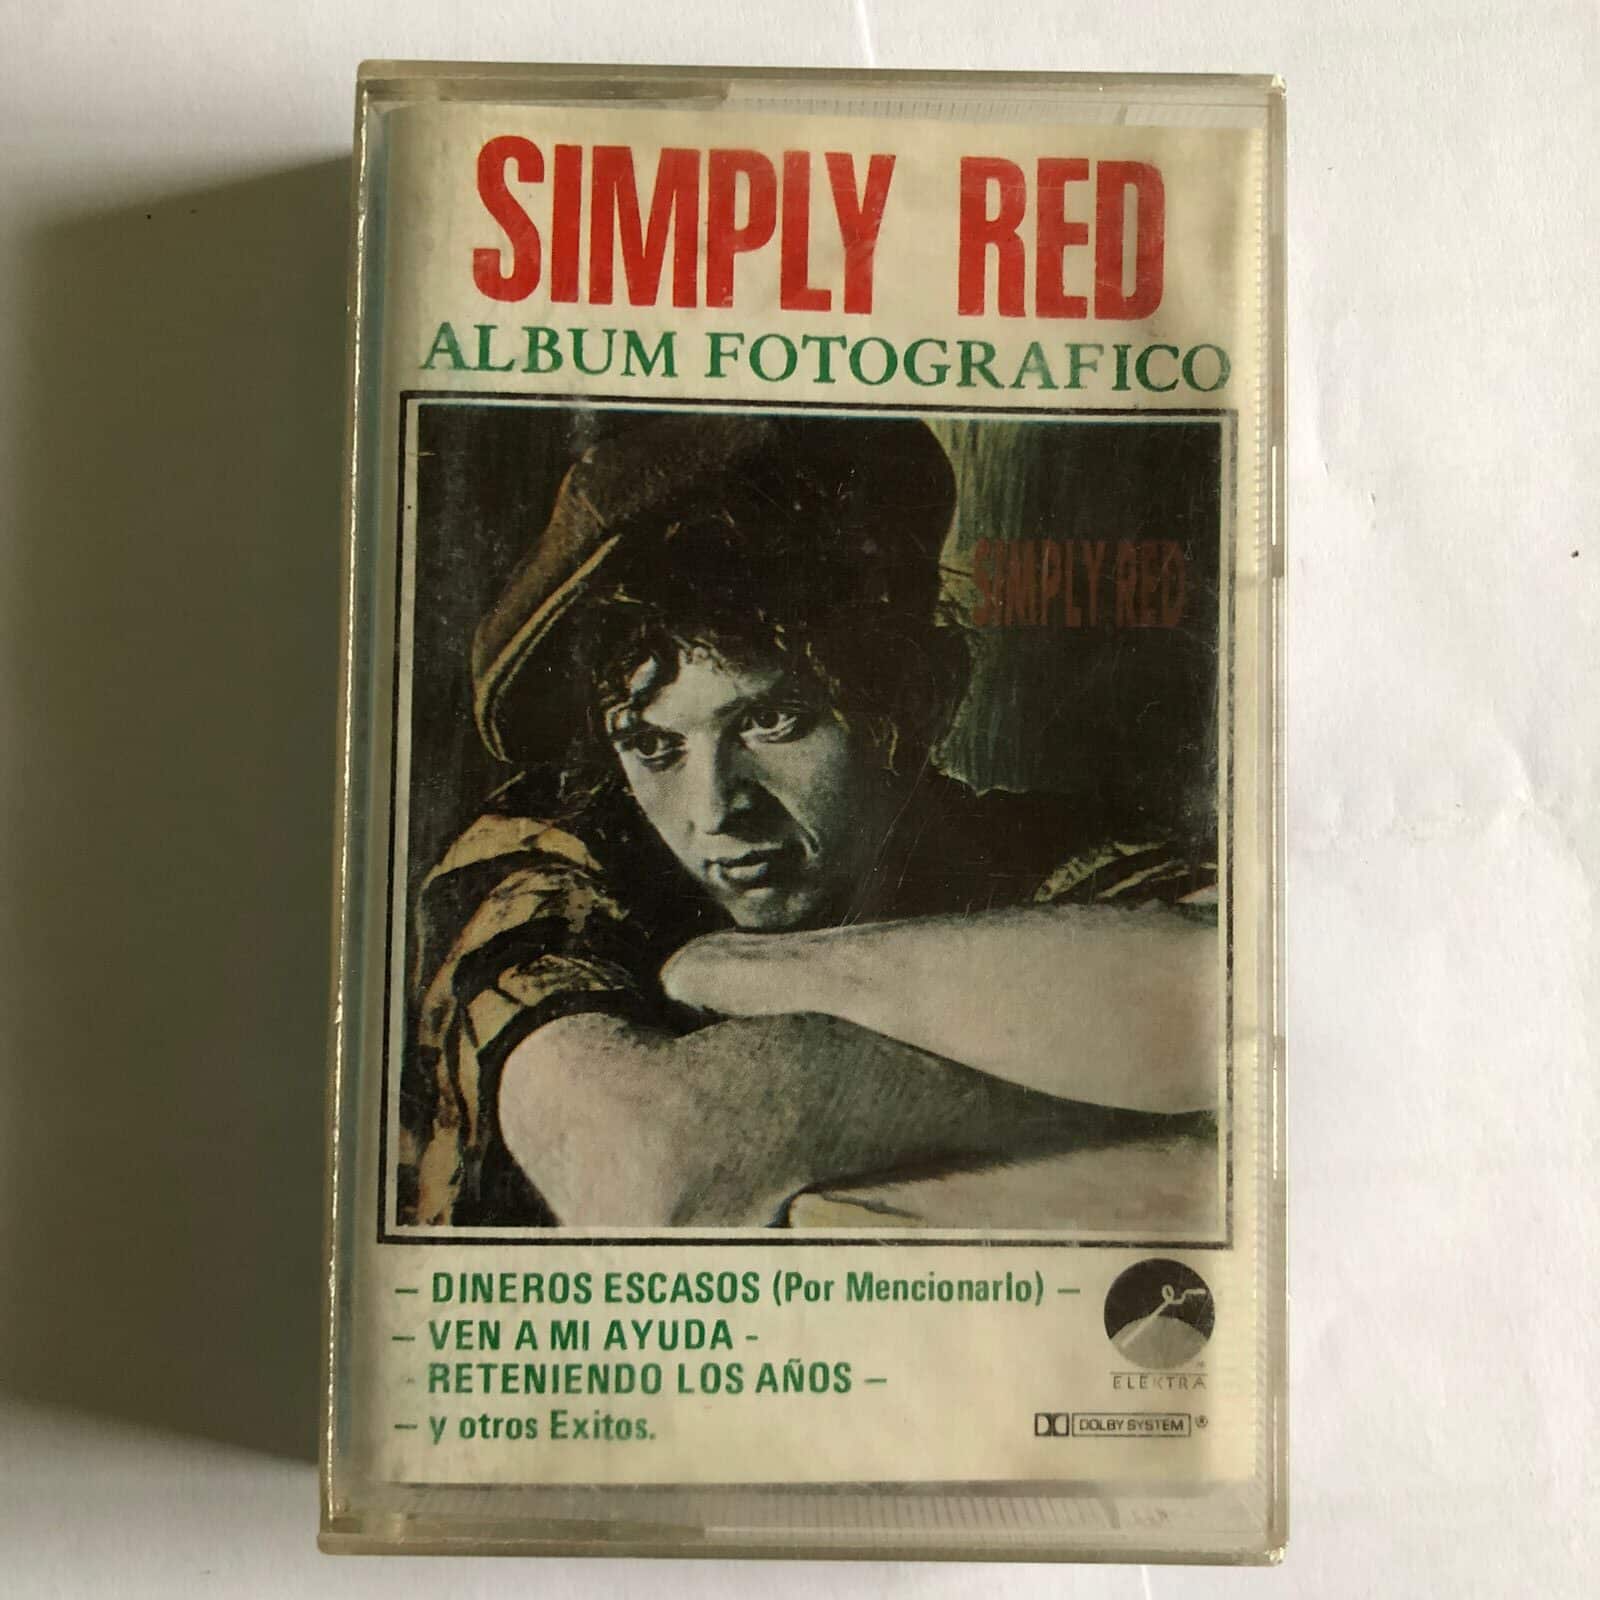 SIMPLY RED
ALBUM FOTOGRAFICO
SIMPLY RED
– DINEROS ESCASOS (Por Mencionarlo) –
– VEN A MI AYUDA -
- RETENIENDO LOS AÑOS –
– y otros Exitos.
ELEKTRA
DOLBY SYSTEM ®